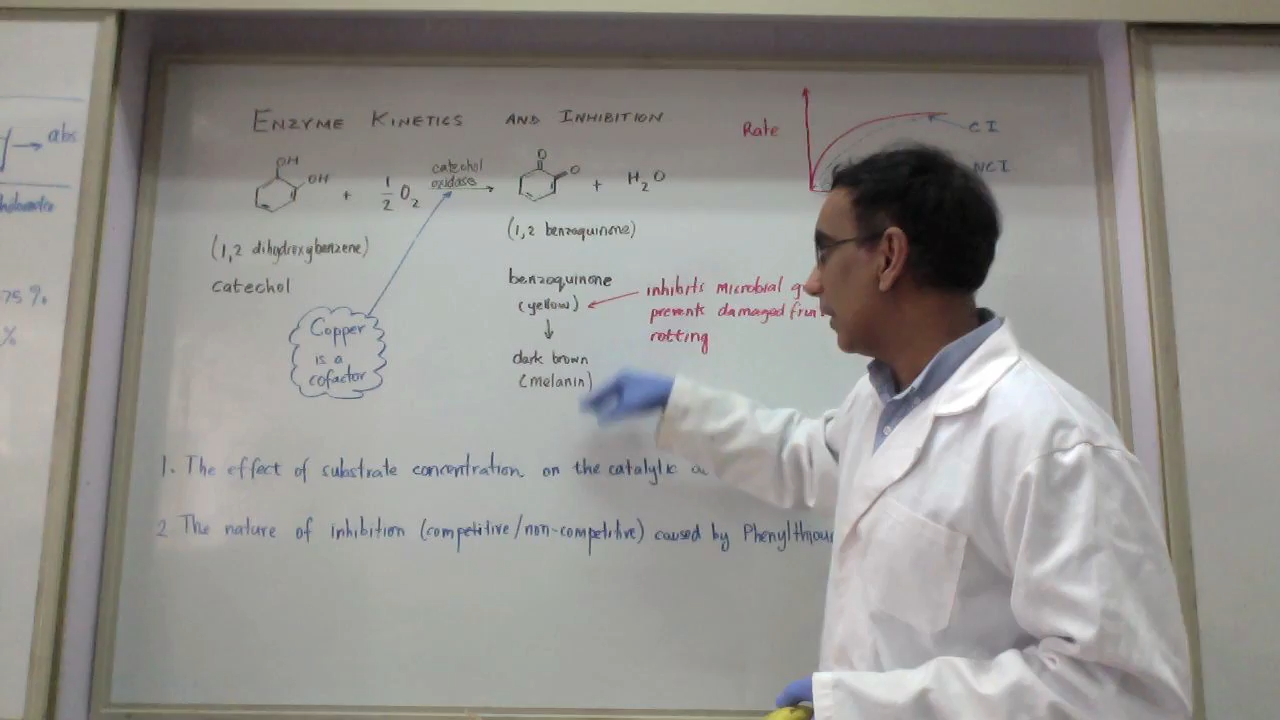 abs
75 %
%
ENZYME KINETICS AND INHIBITION
OH
OH
+ 1/2 O2
catechol
oxidase
O
O
+ H2O
(1,2 dihydroxybenzene)
catechol
(1,2 benzoquinone)
benzoquinone
(yellow)
dark brown
(melanin)
Copper
is a
cofactor
inhibits microbial
prevents damaged
rotting
Rate
CI
NCI
1. The effect of substrate concentration on the catalytic
2. The nature of inhibition (competitive/non-competitive) caused by Phenylthiour